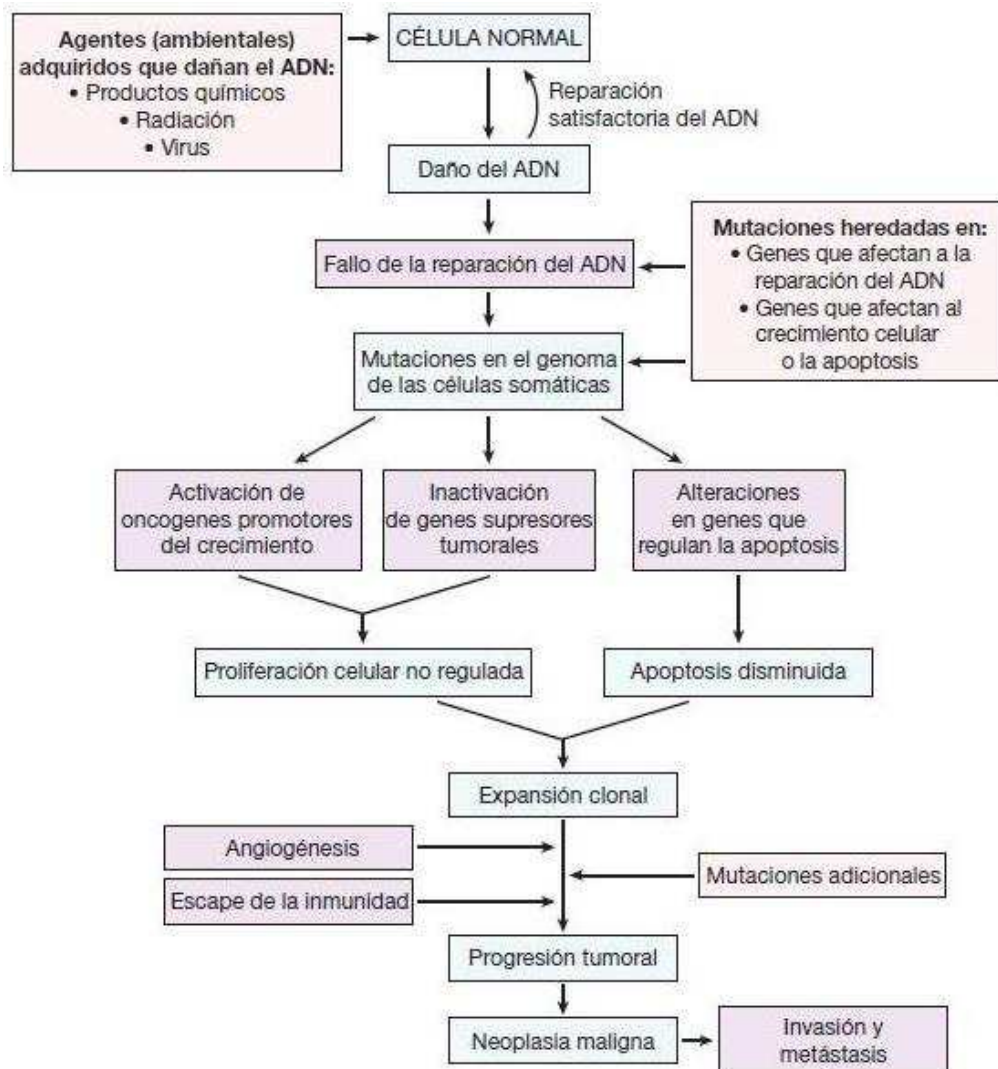 Agentes (ambientales)
adquiridos que dañan el ADN:
• Productos químicos
• Radiación
• Virus
CÉLULA NORMAL
Reparación
satisfactoria del ADN
Daño del ADN
Fallo de la reparación del ADN
Mutaciones heredadas en:
• Genes que afectan a la
reparación del ADN
• Genes que afectan al
crecimiento celular
o la apoptosis
Mutaciones en el genoma
de las células somáticas
Activación de
oncogenes promotores
del crecimiento
Inactivación
de genes supresores
tumorales
Alteraciones
en genes que
regulan la apoptosis
Proliferación celular no regulada
Apoptosis disminuida
Expansión clonal
Angiogénesis
Mutaciones adicionales
Escape de la inmunidad
Progresión tumoral
Neoplasia maligna
Invasión y
metástasis